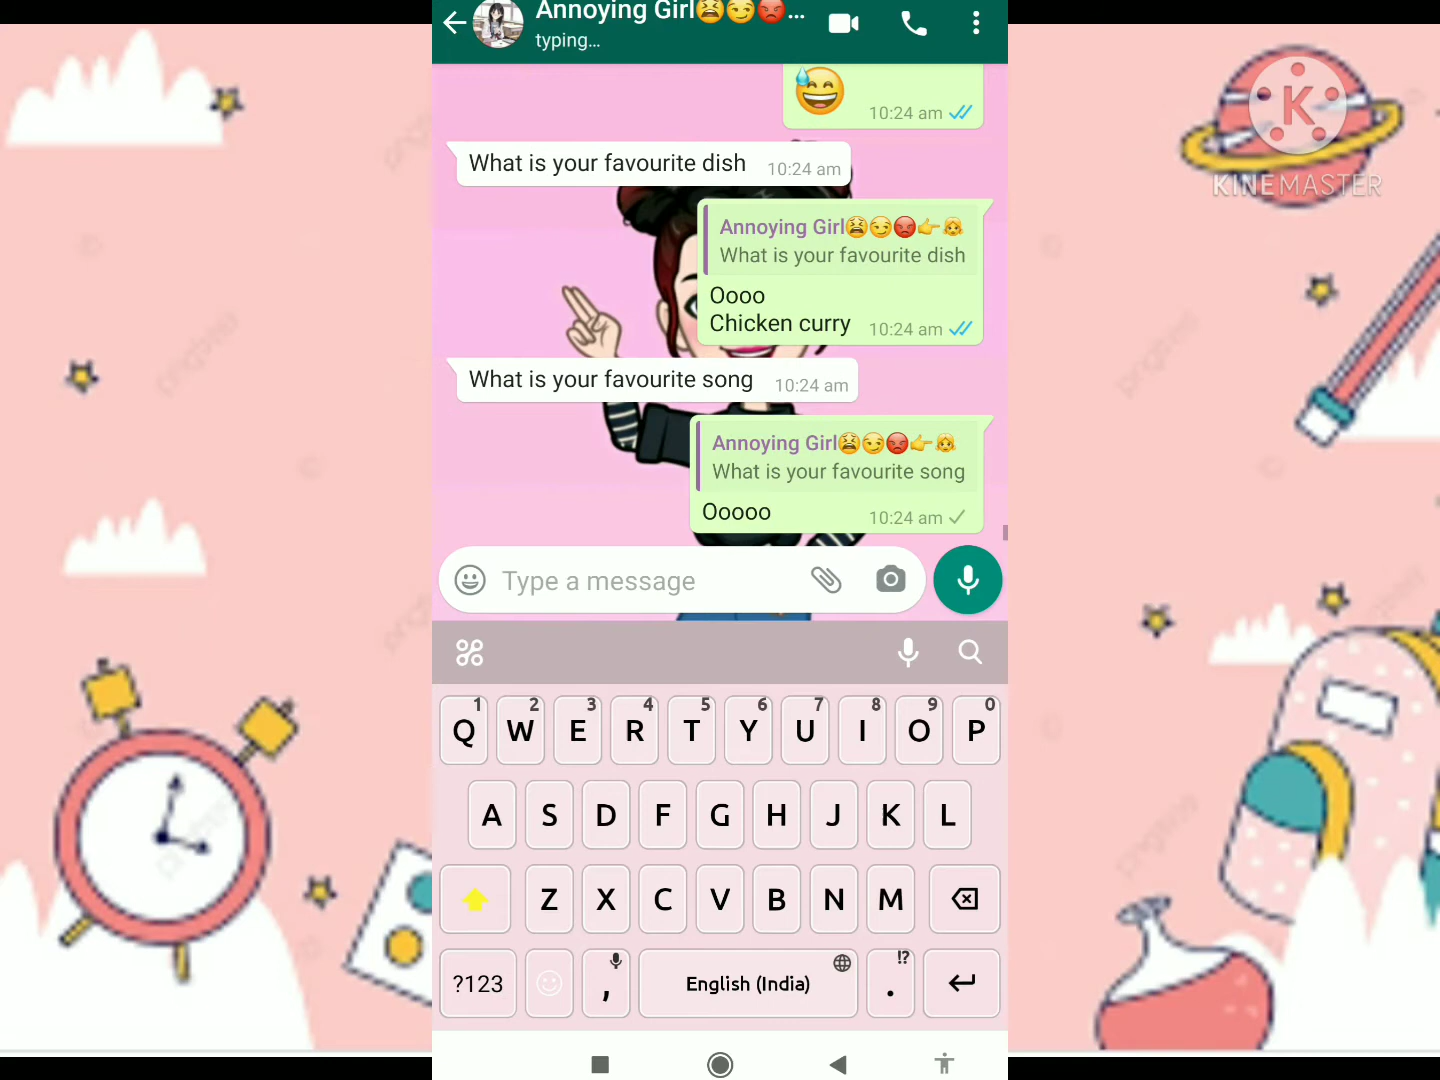 Annoying Girl😫😏😡...
typing...
😅
10:24 am
What is your favourite dish 10:24 am
Annoying Girl😫😏😡👉👧
What is your favourite dish
Oooo
Chicken curry 10:24 am
What is your favourite song 10:24 am
Annoying Girl😫😏😡👉👧
What is your favourite song
Ooooo 10:24 am
Type a message
1 2 3 4 5 6 7 8 9 0
Q W E R T Y U I O P
A S D F G H J K L
Z X C V B N M
!?
?123 , English (India) .
K
KINEMASTER